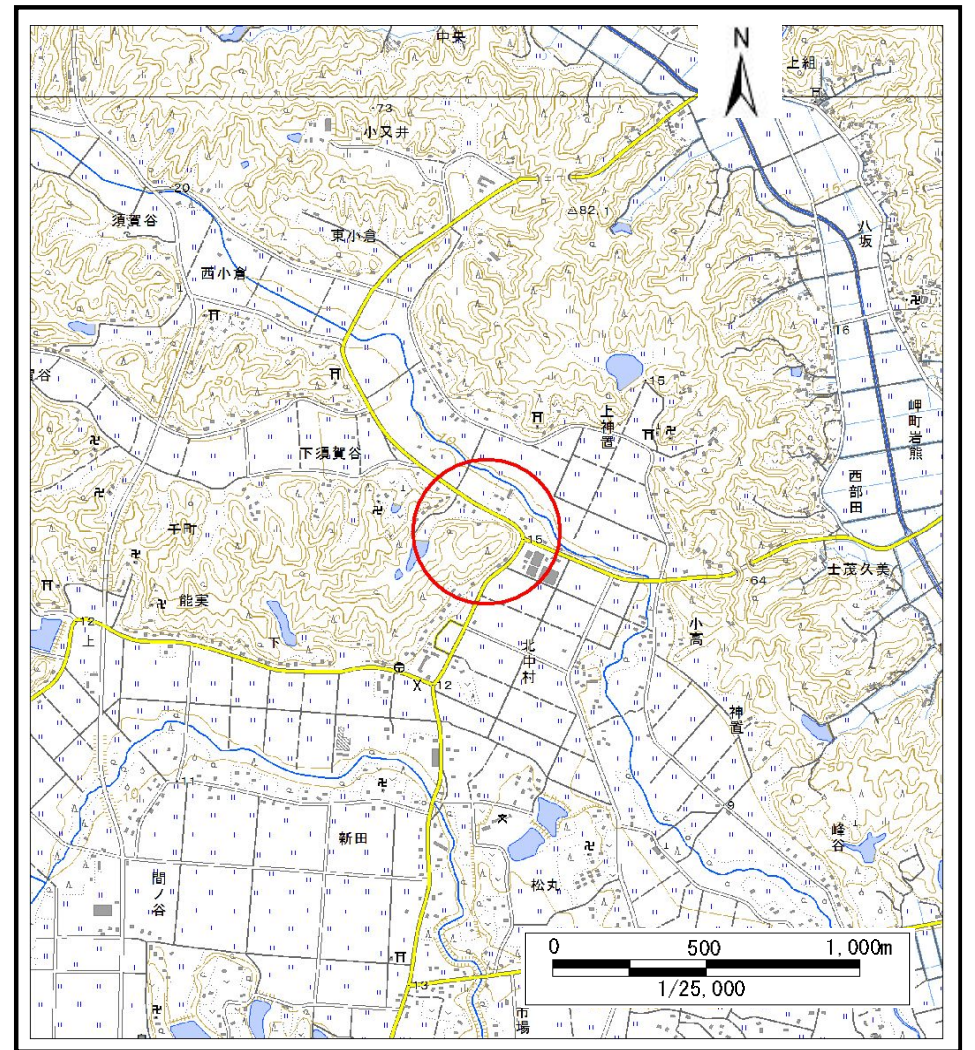 中央
N
上組
・73
小又井
・20
須賀谷
東小倉
△82.1
15
八坂
西小倉
16
賀谷
・15
上神置
岬町岩熊
下須賀谷
西部田
千町
・15
・64
士茂久美
能実
・12
上
下
小高
北中村
・12
神置
・11
・9
新田
峰谷
間ノ谷
松丸
0 500 1,000m
1/25,000
・13
市場